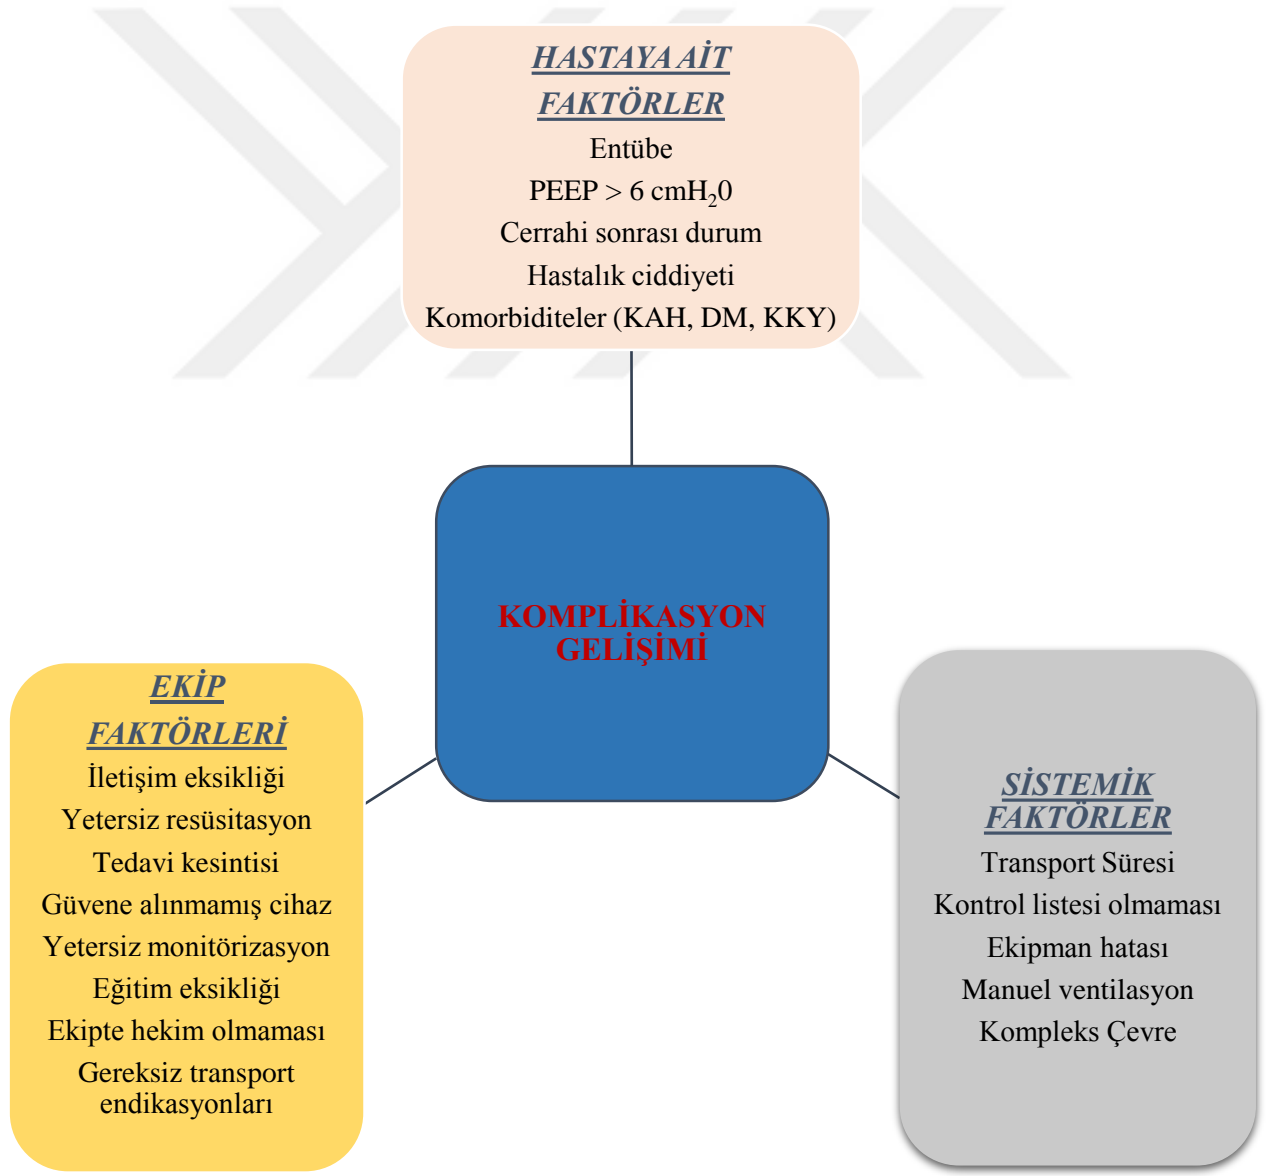 HASTAYA AİT
FAKTÖRLER
Entübe
PEEP > 6 cmH₂0
Cerrahi sonrası durum
Hastalık ciddiyeti
Komorbiditeler (KAH, DM, KKY)
KOMPLİKASYON
GELİŞİMİ
EKİP
FAKTÖRLERİ
İletişim eksikliği
Yetersiz resüsitasyon
Tedavi kesintisi
Güvene alınmamış cihaz
Yetersiz monitörizasyon
Eğitim eksikliği
Ekipte hekim olmaması
Gereksiz transport
endikasyonları
SİSTEMİK
FAKTÖRLER
Transport Süresi
Kontrol listesi olmaması
Ekipman hatası
Manuel ventilasyon
Kompleks Çevre